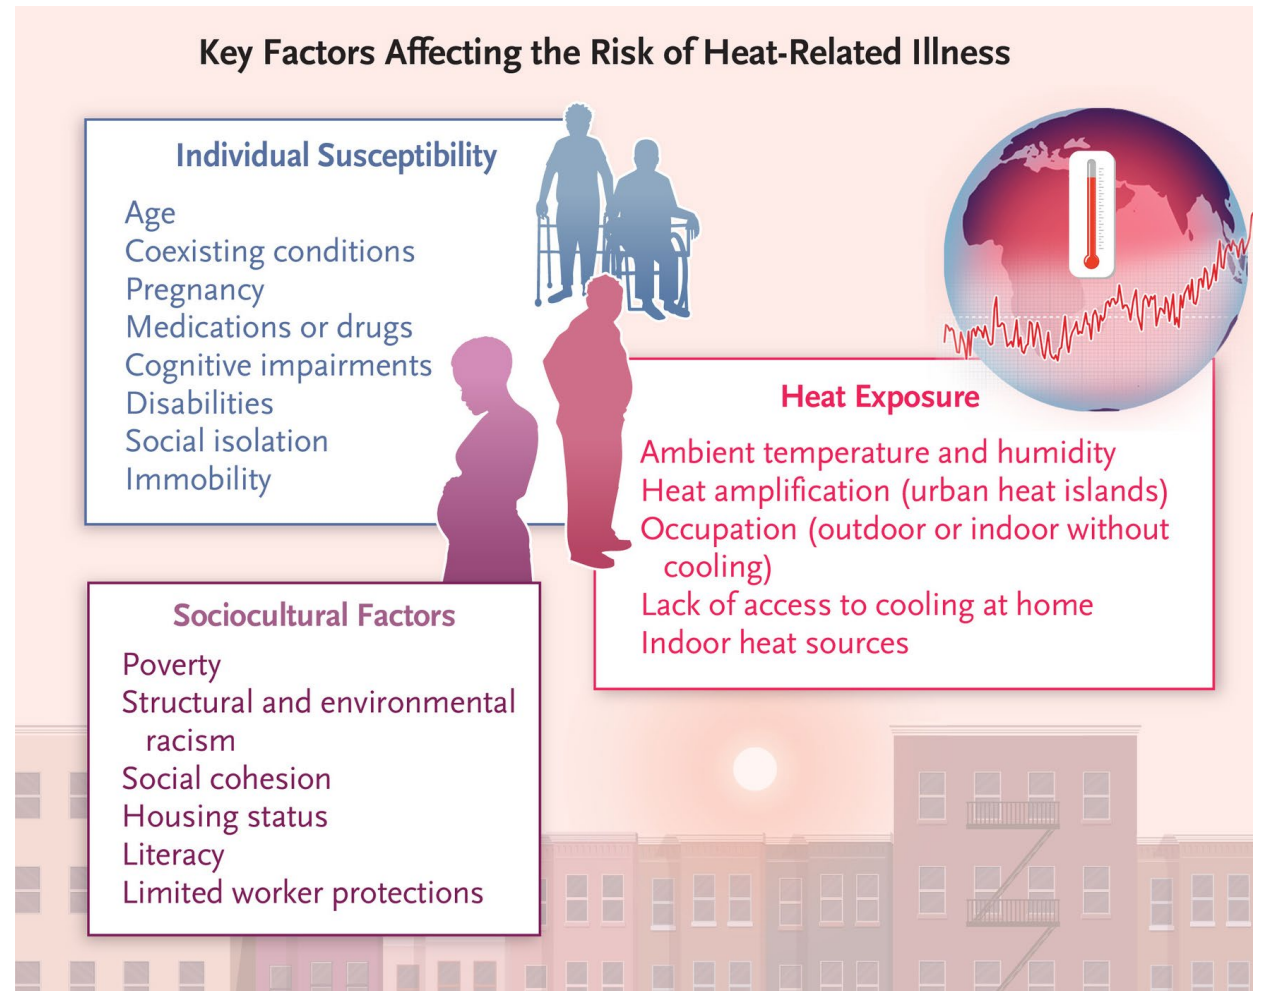 Key Factors Affecting the Risk of Heat-Related Illness
Individual Susceptibility
Age
Coexisting conditions
Pregnancy
Medications or drugs
Cognitive impairments
Disabilities
Social isolation
Immobility
Heat Exposure
Ambient temperature and humidity
Heat amplification (urban heat islands)
Occupation (outdoor or indoor without
cooling)
Lack of access to cooling at home
Indoor heat sources
Sociocultural Factors
Poverty
Structural and environmental
racism
Social cohesion
Housing status
Literacy
Limited worker protections